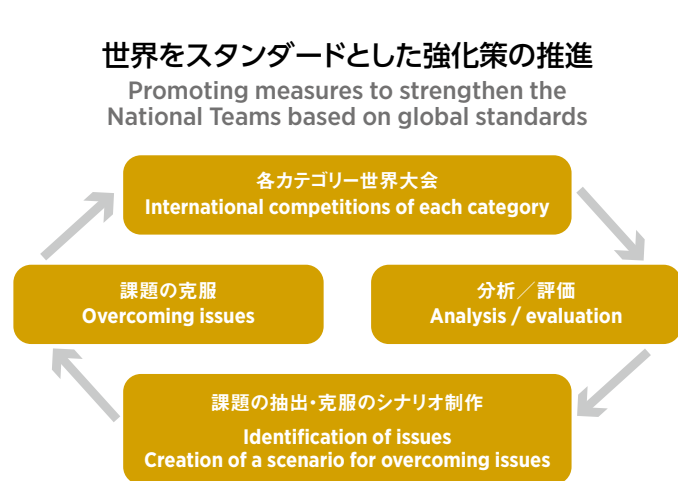 世界をスタンダードとした強化策の推進
Promoting measures to strengthen the
National Teams based on global standards
各カテゴリー世界大会
International competitions of each category
課題の克服
Overcoming issues
分析／評価
Analysis / evaluation
課題の抽出・克服のシナリオ制作
Identification of issues
Creation of a scenario for overcoming issues